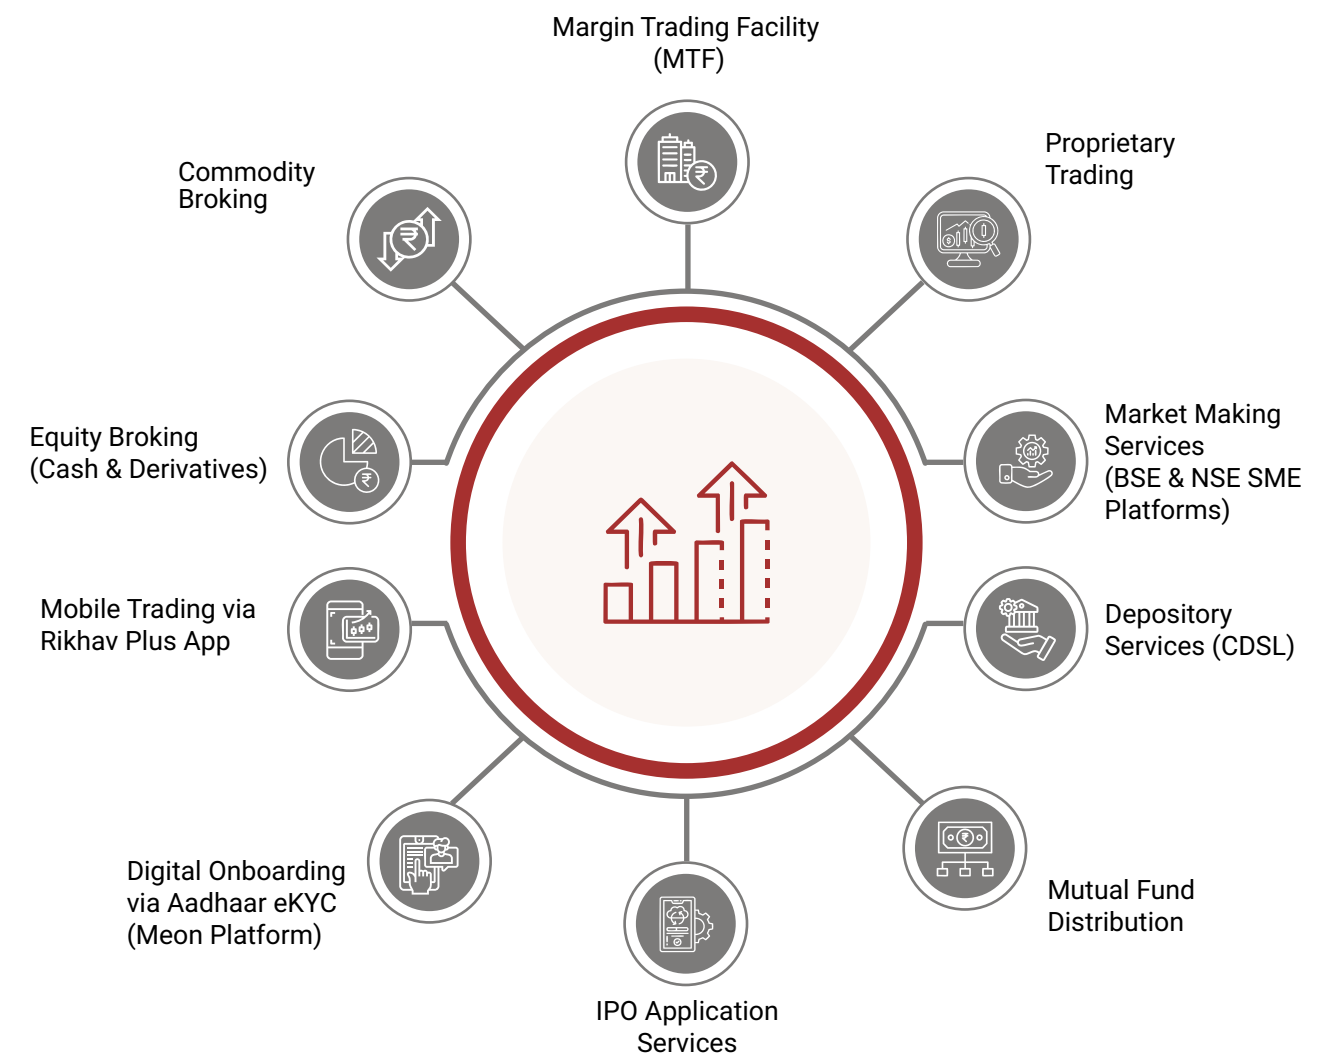 Margin Trading Facility
(MTF)
Proprietary
Trading
Commodity
Broking
Market Making
Services
(BSE & NSE SME
Platforms)
Equity Broking
(Cash & Derivatives)
Mobile Trading via
Rikhav Plus App
Depository
Services (CDSL)
Digital Onboarding
via Aadhaar eKYC
(Meon Platform)
Mutual Fund
Distribution
IPO Application
Services